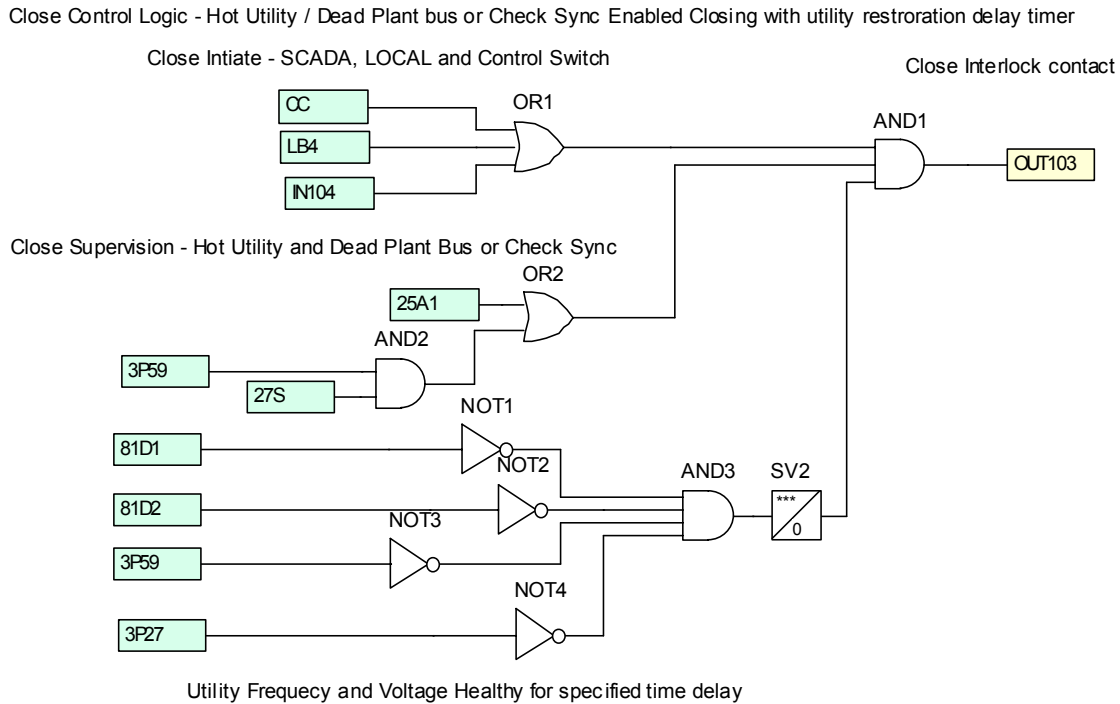 Close Control Logic - Hot Utility / Dead Plant bus or Check Sync Enabled Closing with utility restroration delay timer
Close Intiate - SCADA, LOCAL and Control Switch
Close Interlock contact
OR1
CC
AND1
LB4
OUT103
IN104
Close Supervision - Hot Utility and Dead Plant Bus or Check Sync
OR2
25A1
AND2
3P59
27S
NOT1
81D1
NOT2
AND3
SV2
***
0
81D2
NOT3
3P59
NOT4
3P27
Utility Frequecy and Voltage Healthy for specified time delay